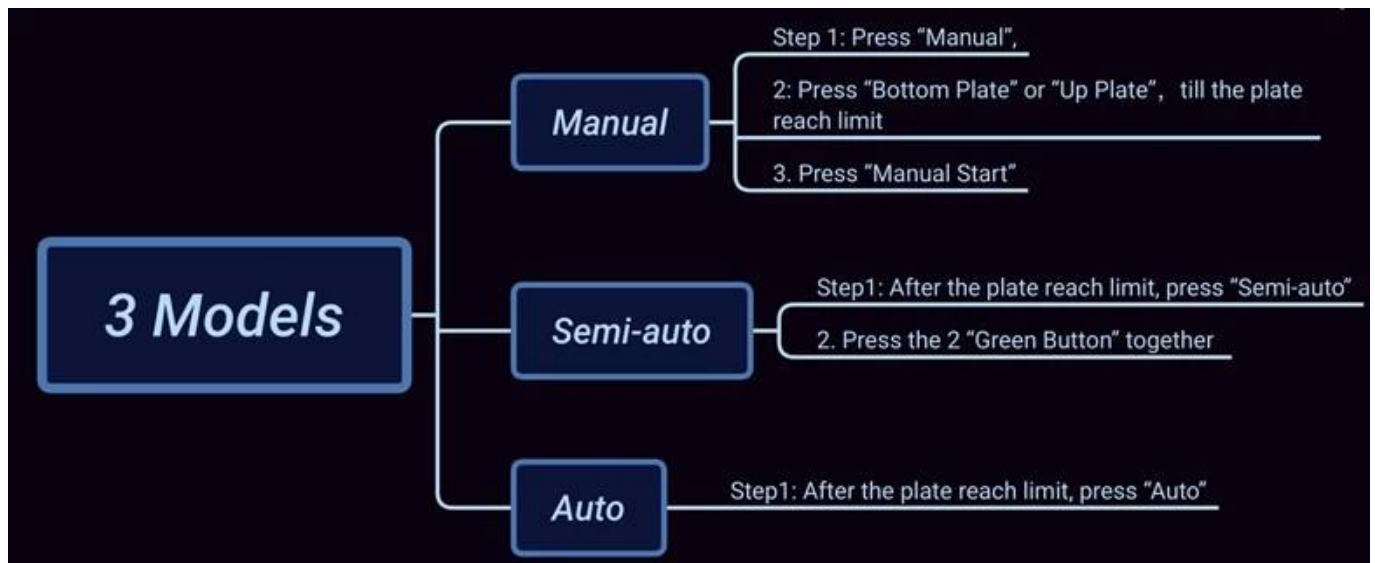 3 Models
Manual
Step 1: Press “Manual”,
2: Press “Bottom Plate” or “Up Plate”, till the plate
reach limit
3. Press “Manual Start”
Semi-auto
Step1: After the plate reach limit, press “Semi-auto”
2. Press the 2 “Green Button” together
Auto
Step1: After the plate reach limit, press “Auto”